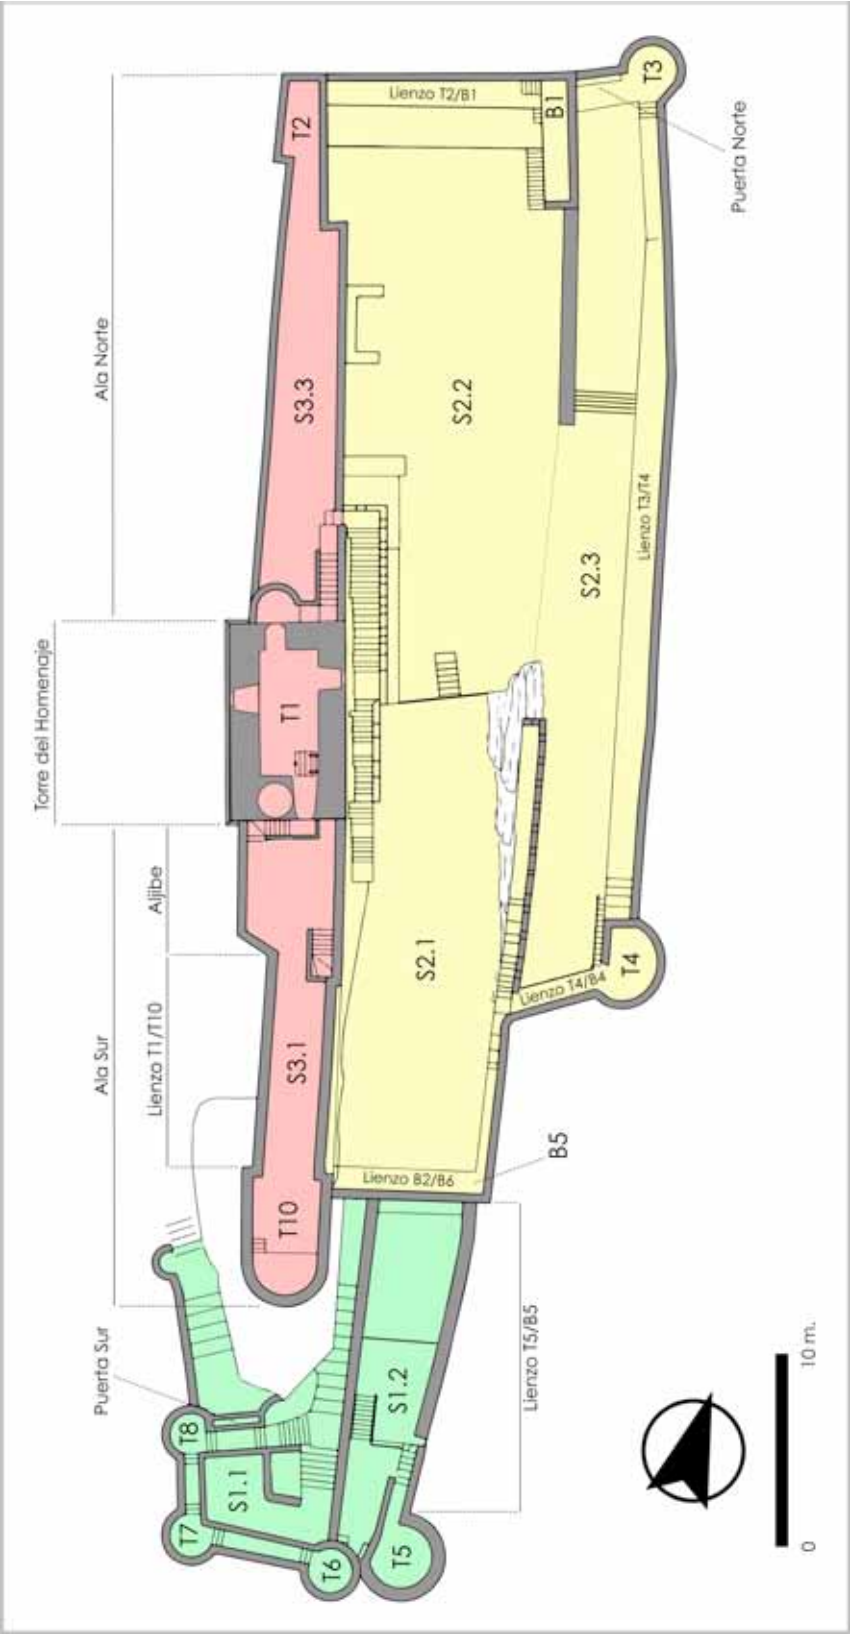 Ala Norte
Torre del Homenaje
Ala Sur
Aljibe
Lienzo T1/T10
Puerta Sur
T2
Lienzo T2/B1
B1
T3
Puerta Norte
S3.3
S2.2
Lienzo T3/T4
S2.3
T1
S2.1
T4
Lienzo T4/B4
S3.1
T10
Lienzo B2/B6
B5
Lienzo T5/B5
T8
S1.1
S1.2
T7
T6
T5
0
10 m.